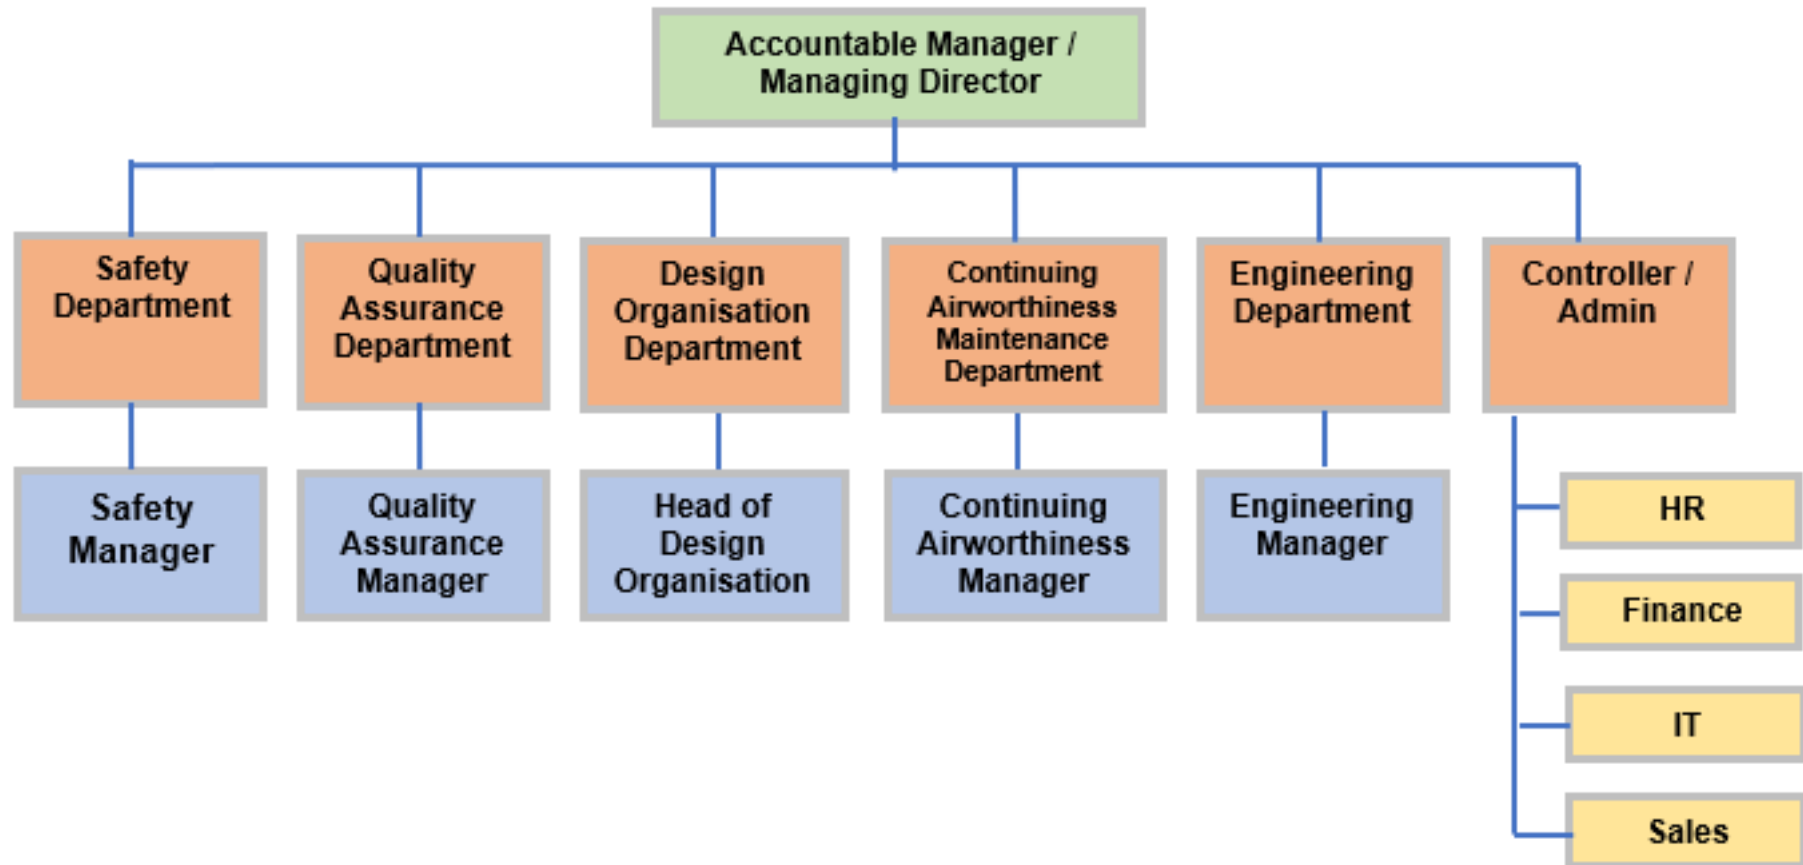 Accountable Manager /
Managing Director
Safety
Department
Quality
Assurance
Department
Design
Organisation
Department
Continuing
Airworthiness
Maintenance
Department
Engineering
Department
Controller /
Admin
Safety
Manager
Quality
Assurance
Manager
Head of
Design
Organisation
Continuing
Airworthiness
Manager
Engineering
Manager
HR
Finance
IT
Sales